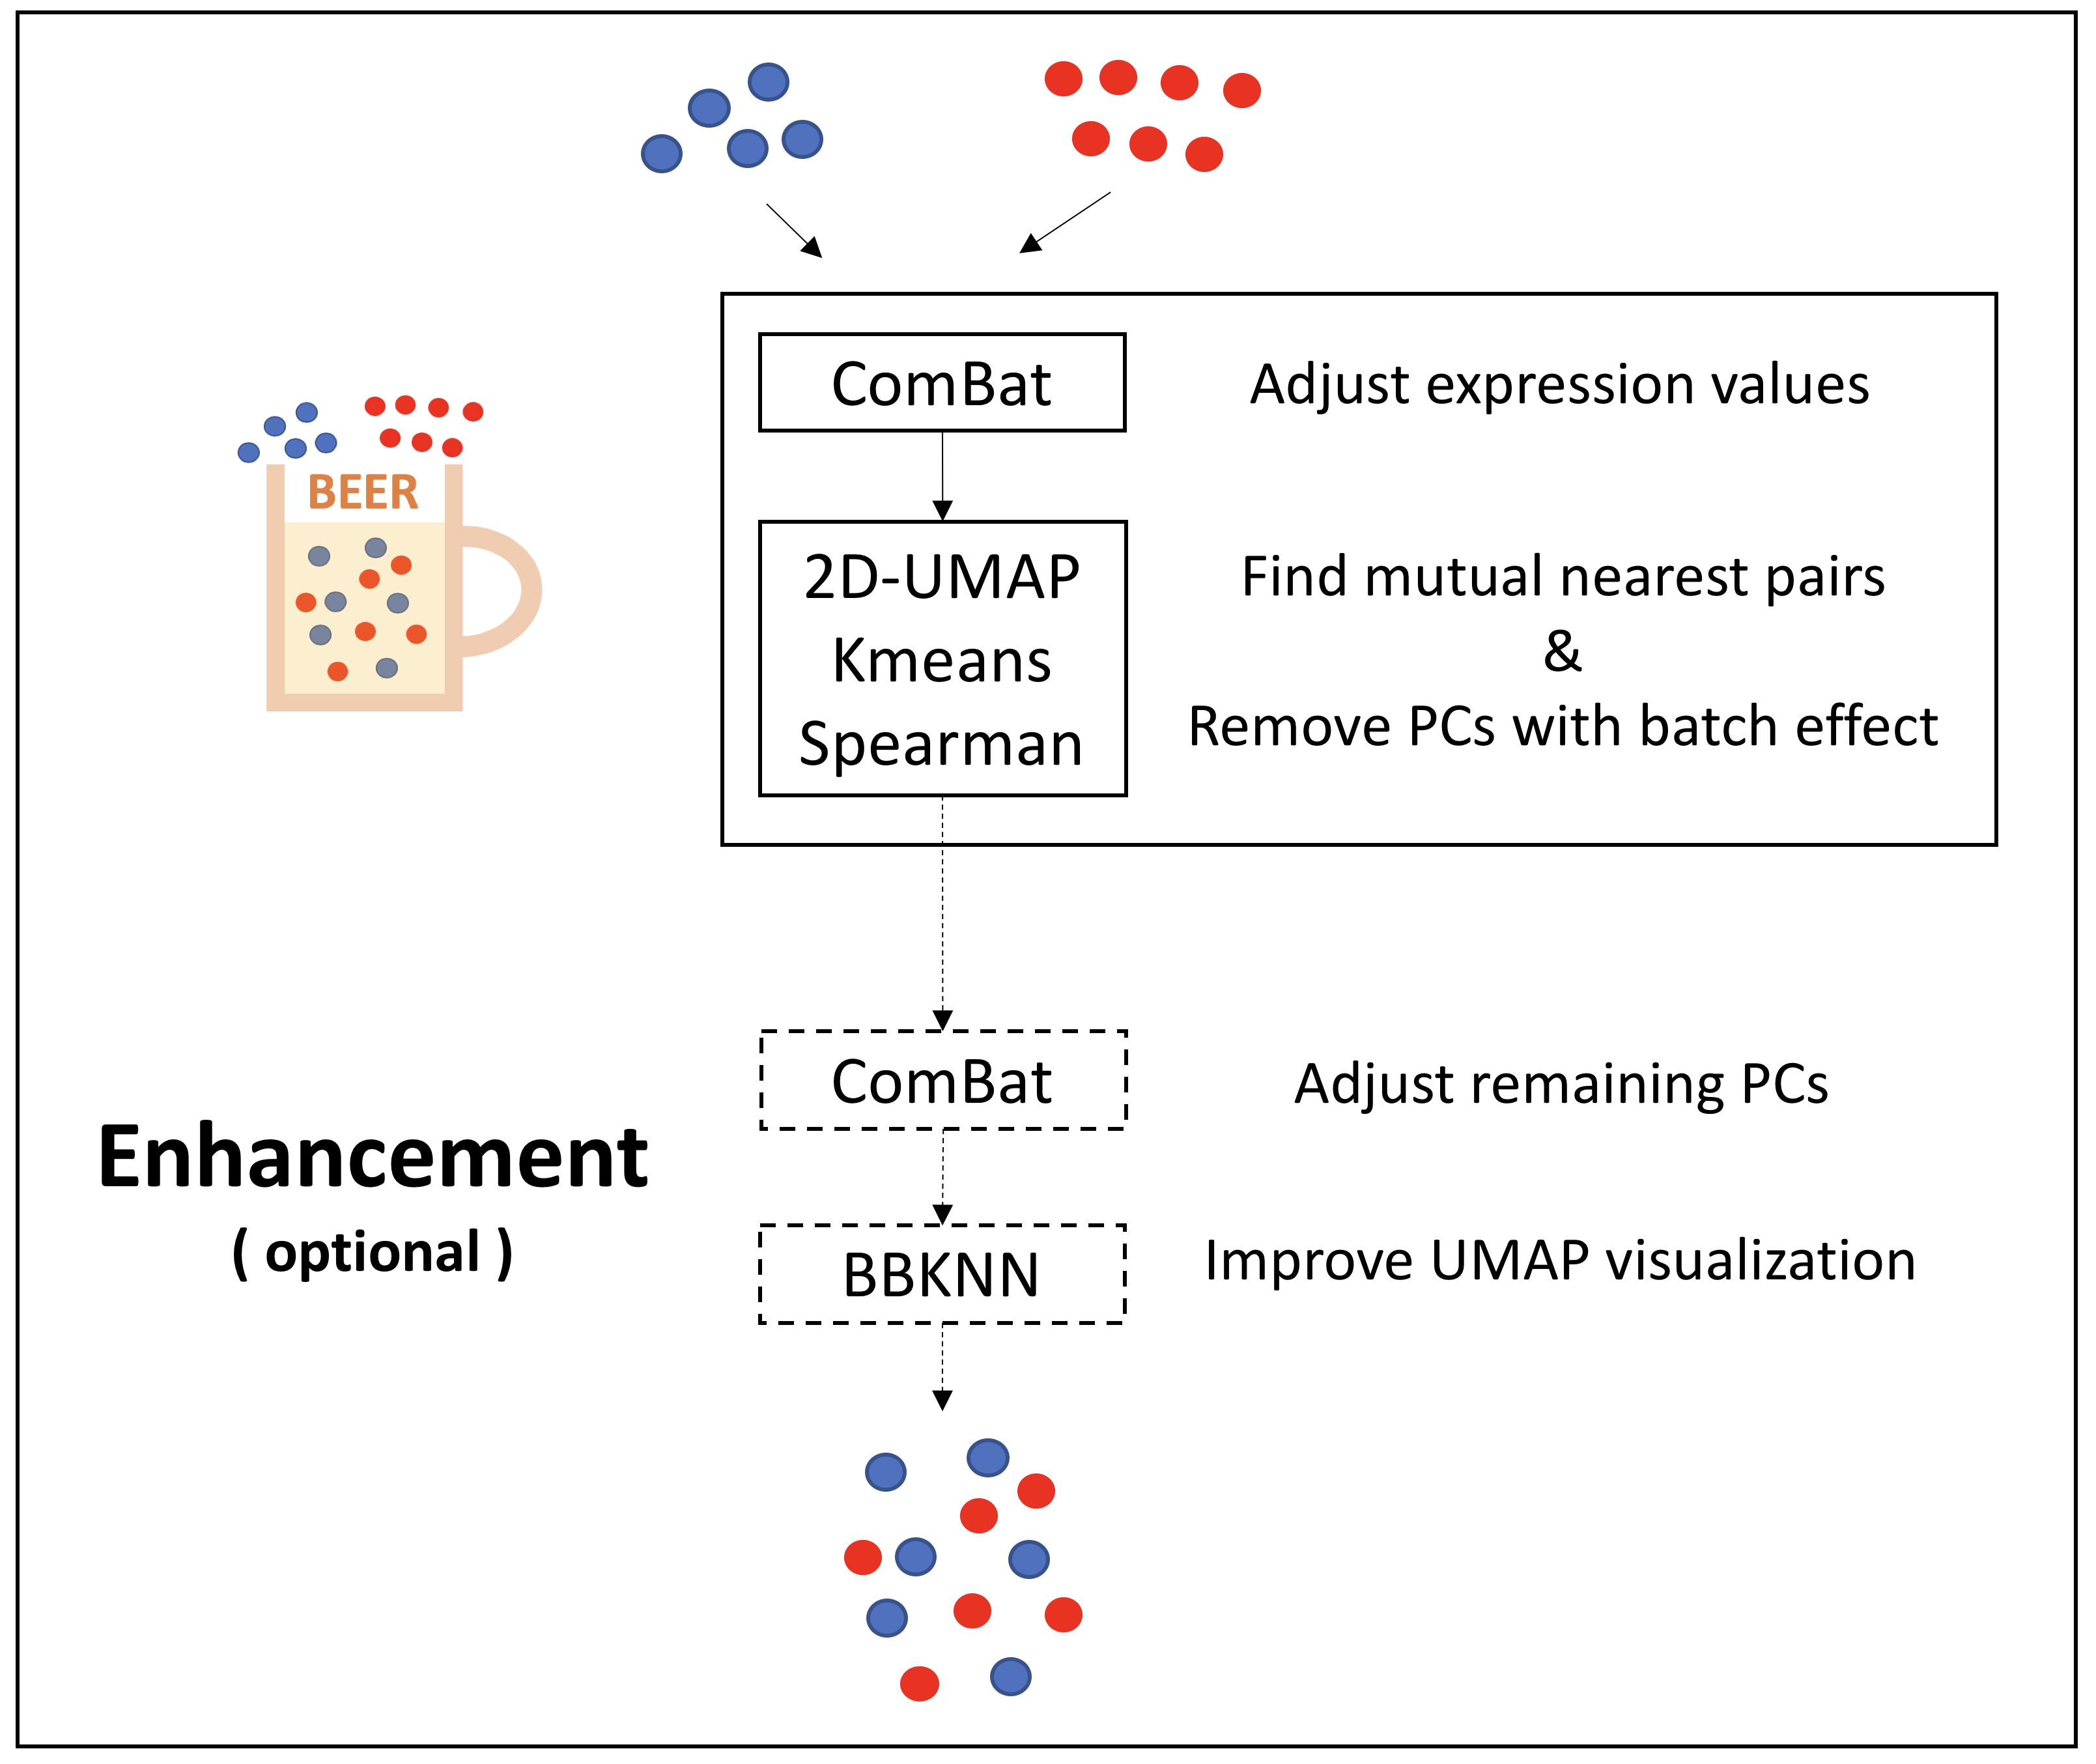 ComBat
Adjust expression values
BEER
2D-UMAP
Kmeans
Spearman
Find mutual nearest pairs
&
Remove PCs with batch effect
ComBat
Adjust remaining PCs
Enhancement
( optional )
BBKNN
Improve UMAP visualization